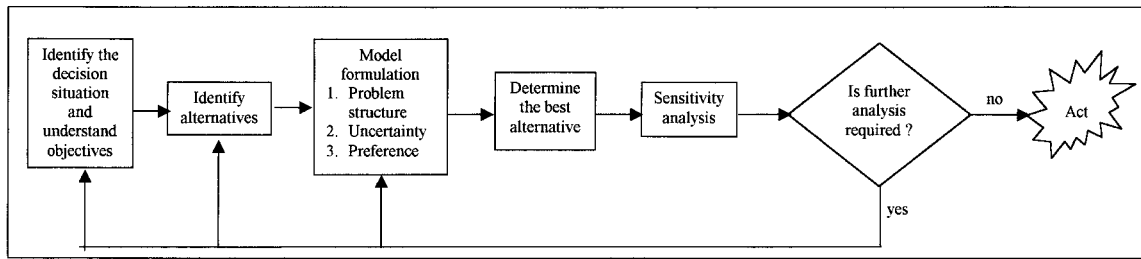 Identify the
decision
situation
and
understand
objectives
Identify
alternatives
Model
formulation
1. Problem
structure
2. Uncertainty
3. Preference
Determine
the best
alternative
Sensitivity
analysis
Is further
analysis
required ?
no
Act
yes